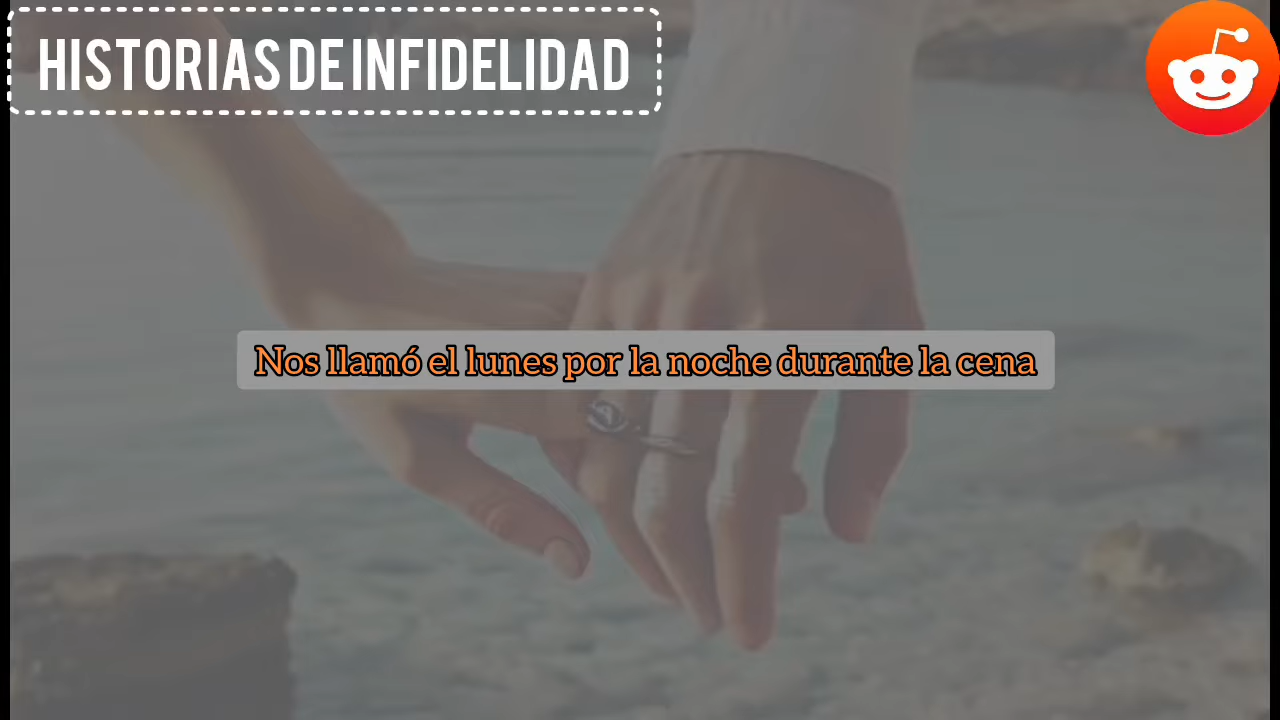 HISTORIAS DE INFIDELIDAD
Nos llamó el lunes por la noche durante la cena